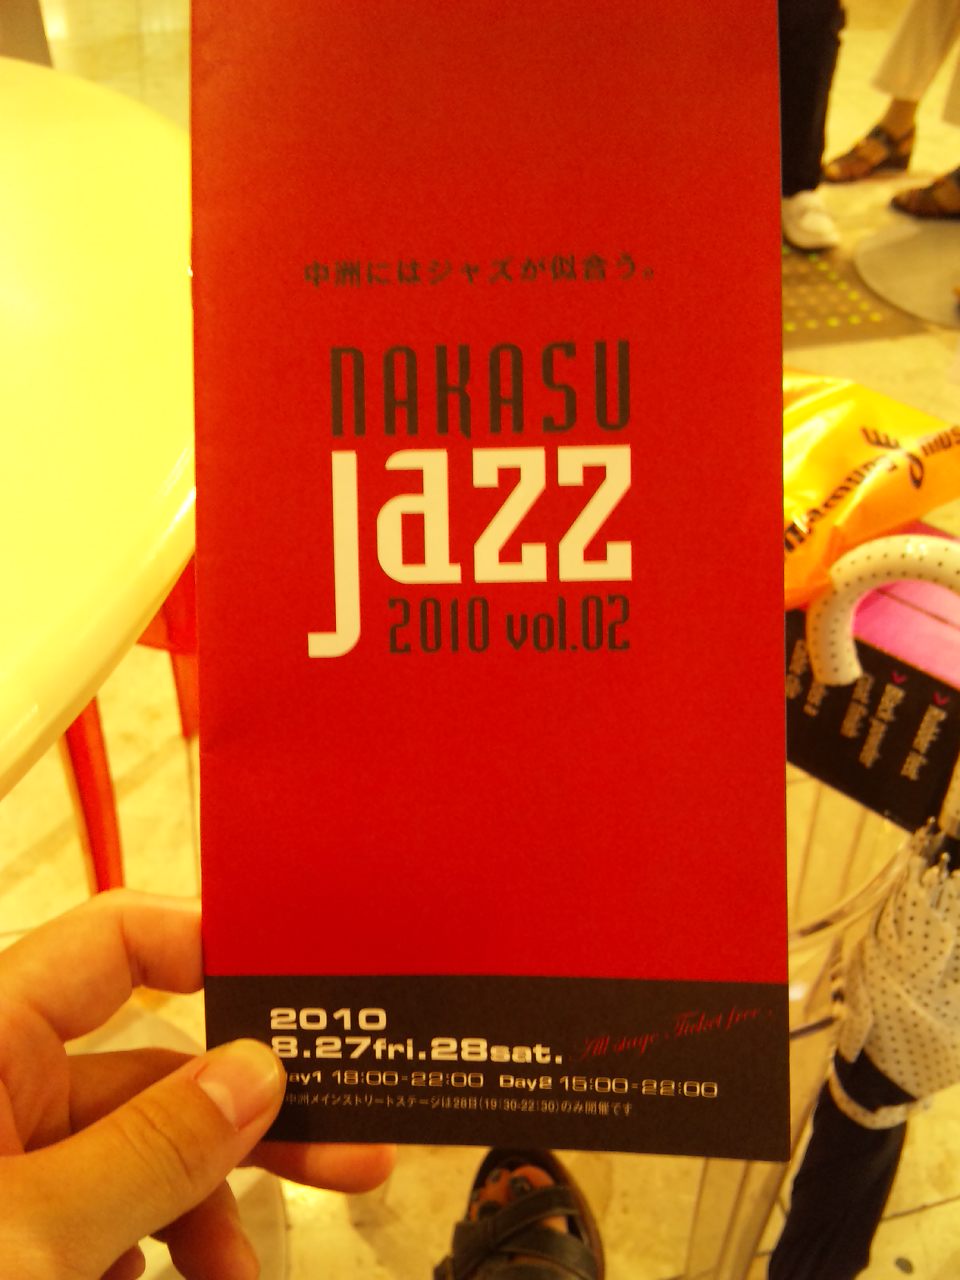 中洲にはジャズが似合う。
NAKASU
jazz
2010 vol.02
2010
8.27fri.28sat.
All stage Ticket free.
Day1 18:00-22:00 Day2 15:00-22:00
中洲メインストリートステージは28日(19:30-22:30)のみ開催です
Black powder